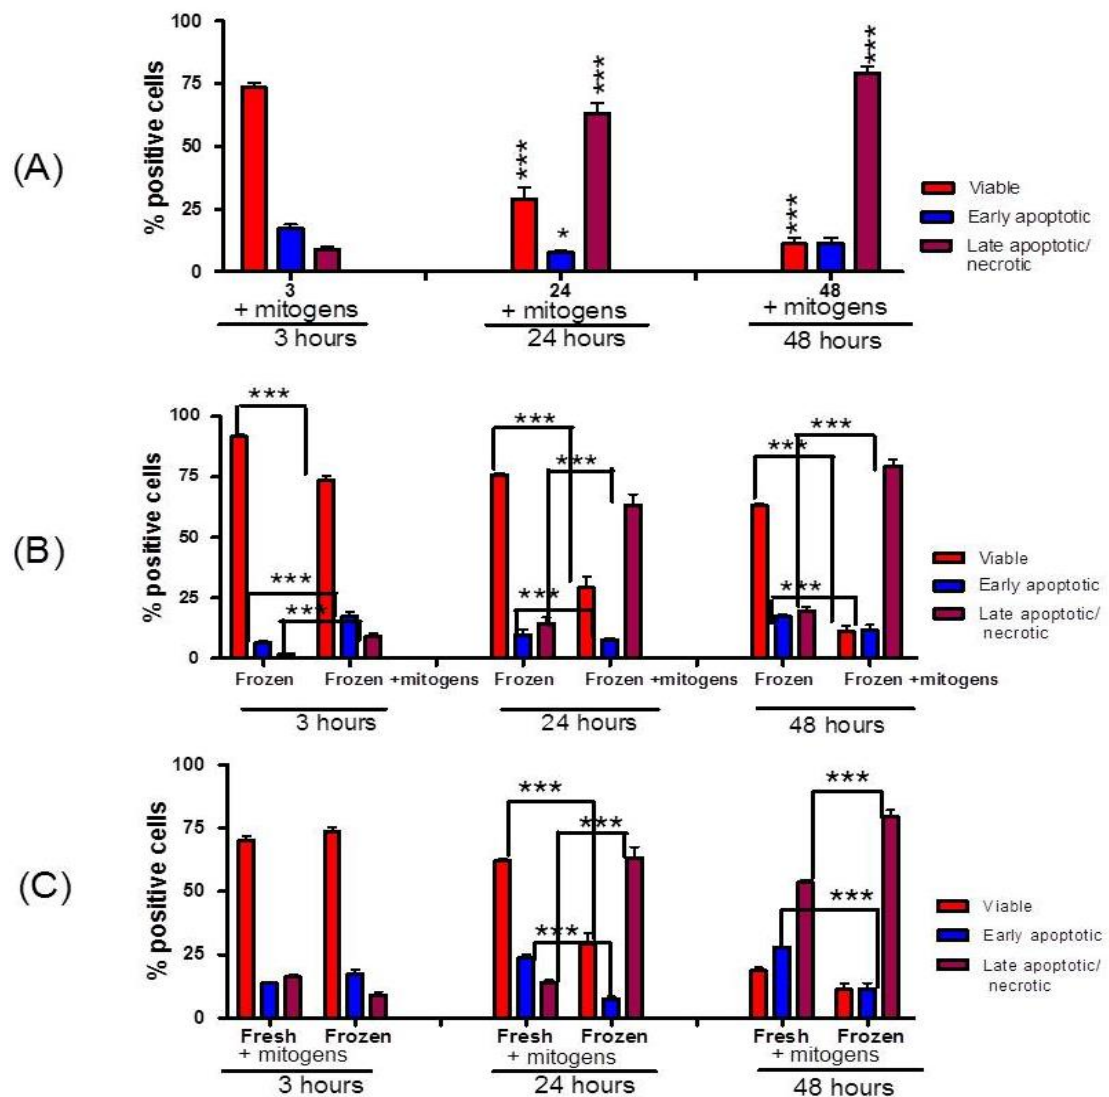 (A)
% positive cells
100
75
50
25
0
***
*
***
***
***
3
24
48
+ mitogens
+ mitogens
+ mitogens
3 hours
24 hours
48 hours
Viable
Early apoptotic
Late apoptotic/
necrotic
(B)
% positive cells
100
75
50
25
0
***
***
***
***
***
***
***
***
***
Frozen
Frozen +mitogens
Frozen
Frozen +mitogens
Frozen
Frozen +mitogens
3 hours
24 hours
48 hours
Viable
Early apoptotic
Late apoptotic/
necrotic
(C)
% positive cells
100
75
50
25
0
***
***
***
***
***
Fresh
Frozen
Fresh
Frozen
Fresh
Frozen
+ mitogens
+ mitogens
+ mitogens
3 hours
24 hours
48 hours
Viable
Early apoptotic
Late apoptotic/
necrotic